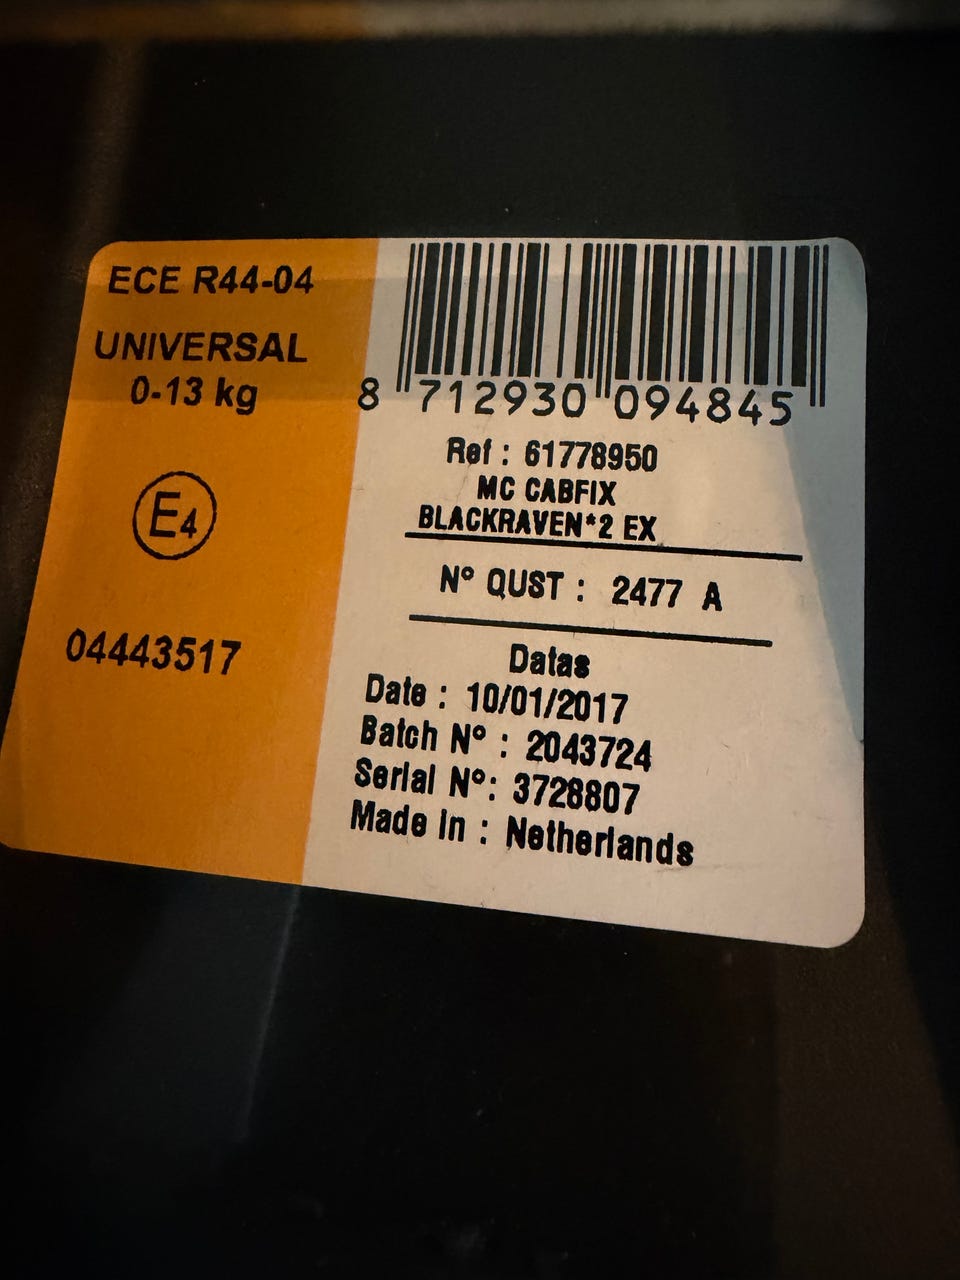 ECE R44-04
UNIVERSAL
0-13 kg
E4
04443517
8 712930 094845
Ref : 61778950
MC CABFIX
BLACKRAVEN*2 EX
N° QUST : 2477 A
Datas
Date : 10/01/2017
Batch N° : 2043724
Serial N°: 3728807
Made in : Netherlands